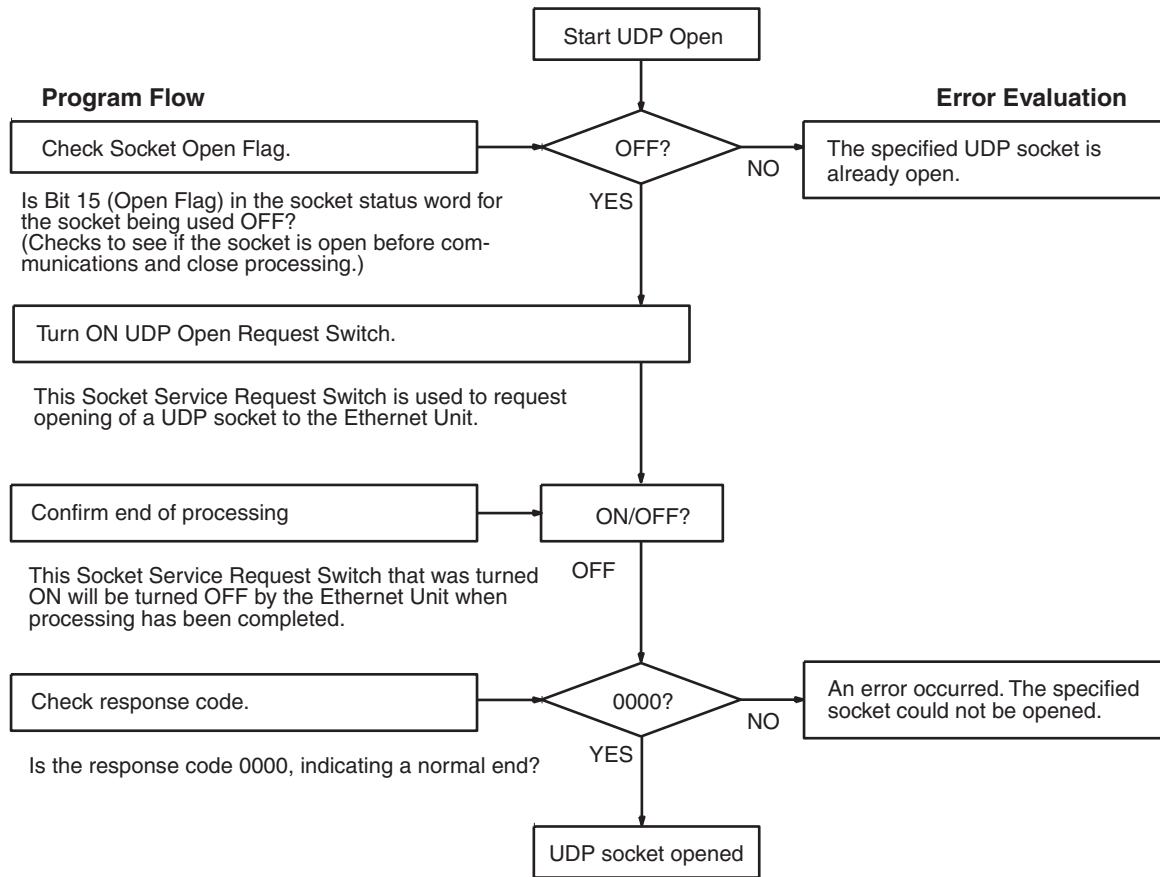 Start UDP Open
Program Flow
Error Evaluation
Check Socket Open Flag.
OFF?
NO
The specified UDP socket is
already open.
YES
Is Bit 15 (Open Flag) in the socket status word for
the socket being used OFF?
(Checks to see if the socket is open before com-
munications and close processing.)
Turn ON UDP Open Request Switch.
This Socket Service Request Switch is used to request
opening of a UDP socket to the Ethernet Unit.
Confirm end of processing
ON/OFF?
OFF
This Socket Service Request Switch that was turned
ON will be turned OFF by the Ethernet Unit when
processing has been completed.
Check response code.
0000?
NO
An error occurred. The specified
socket could not be opened.
YES
Is the response code 0000, indicating a normal end?
UDP socket opened